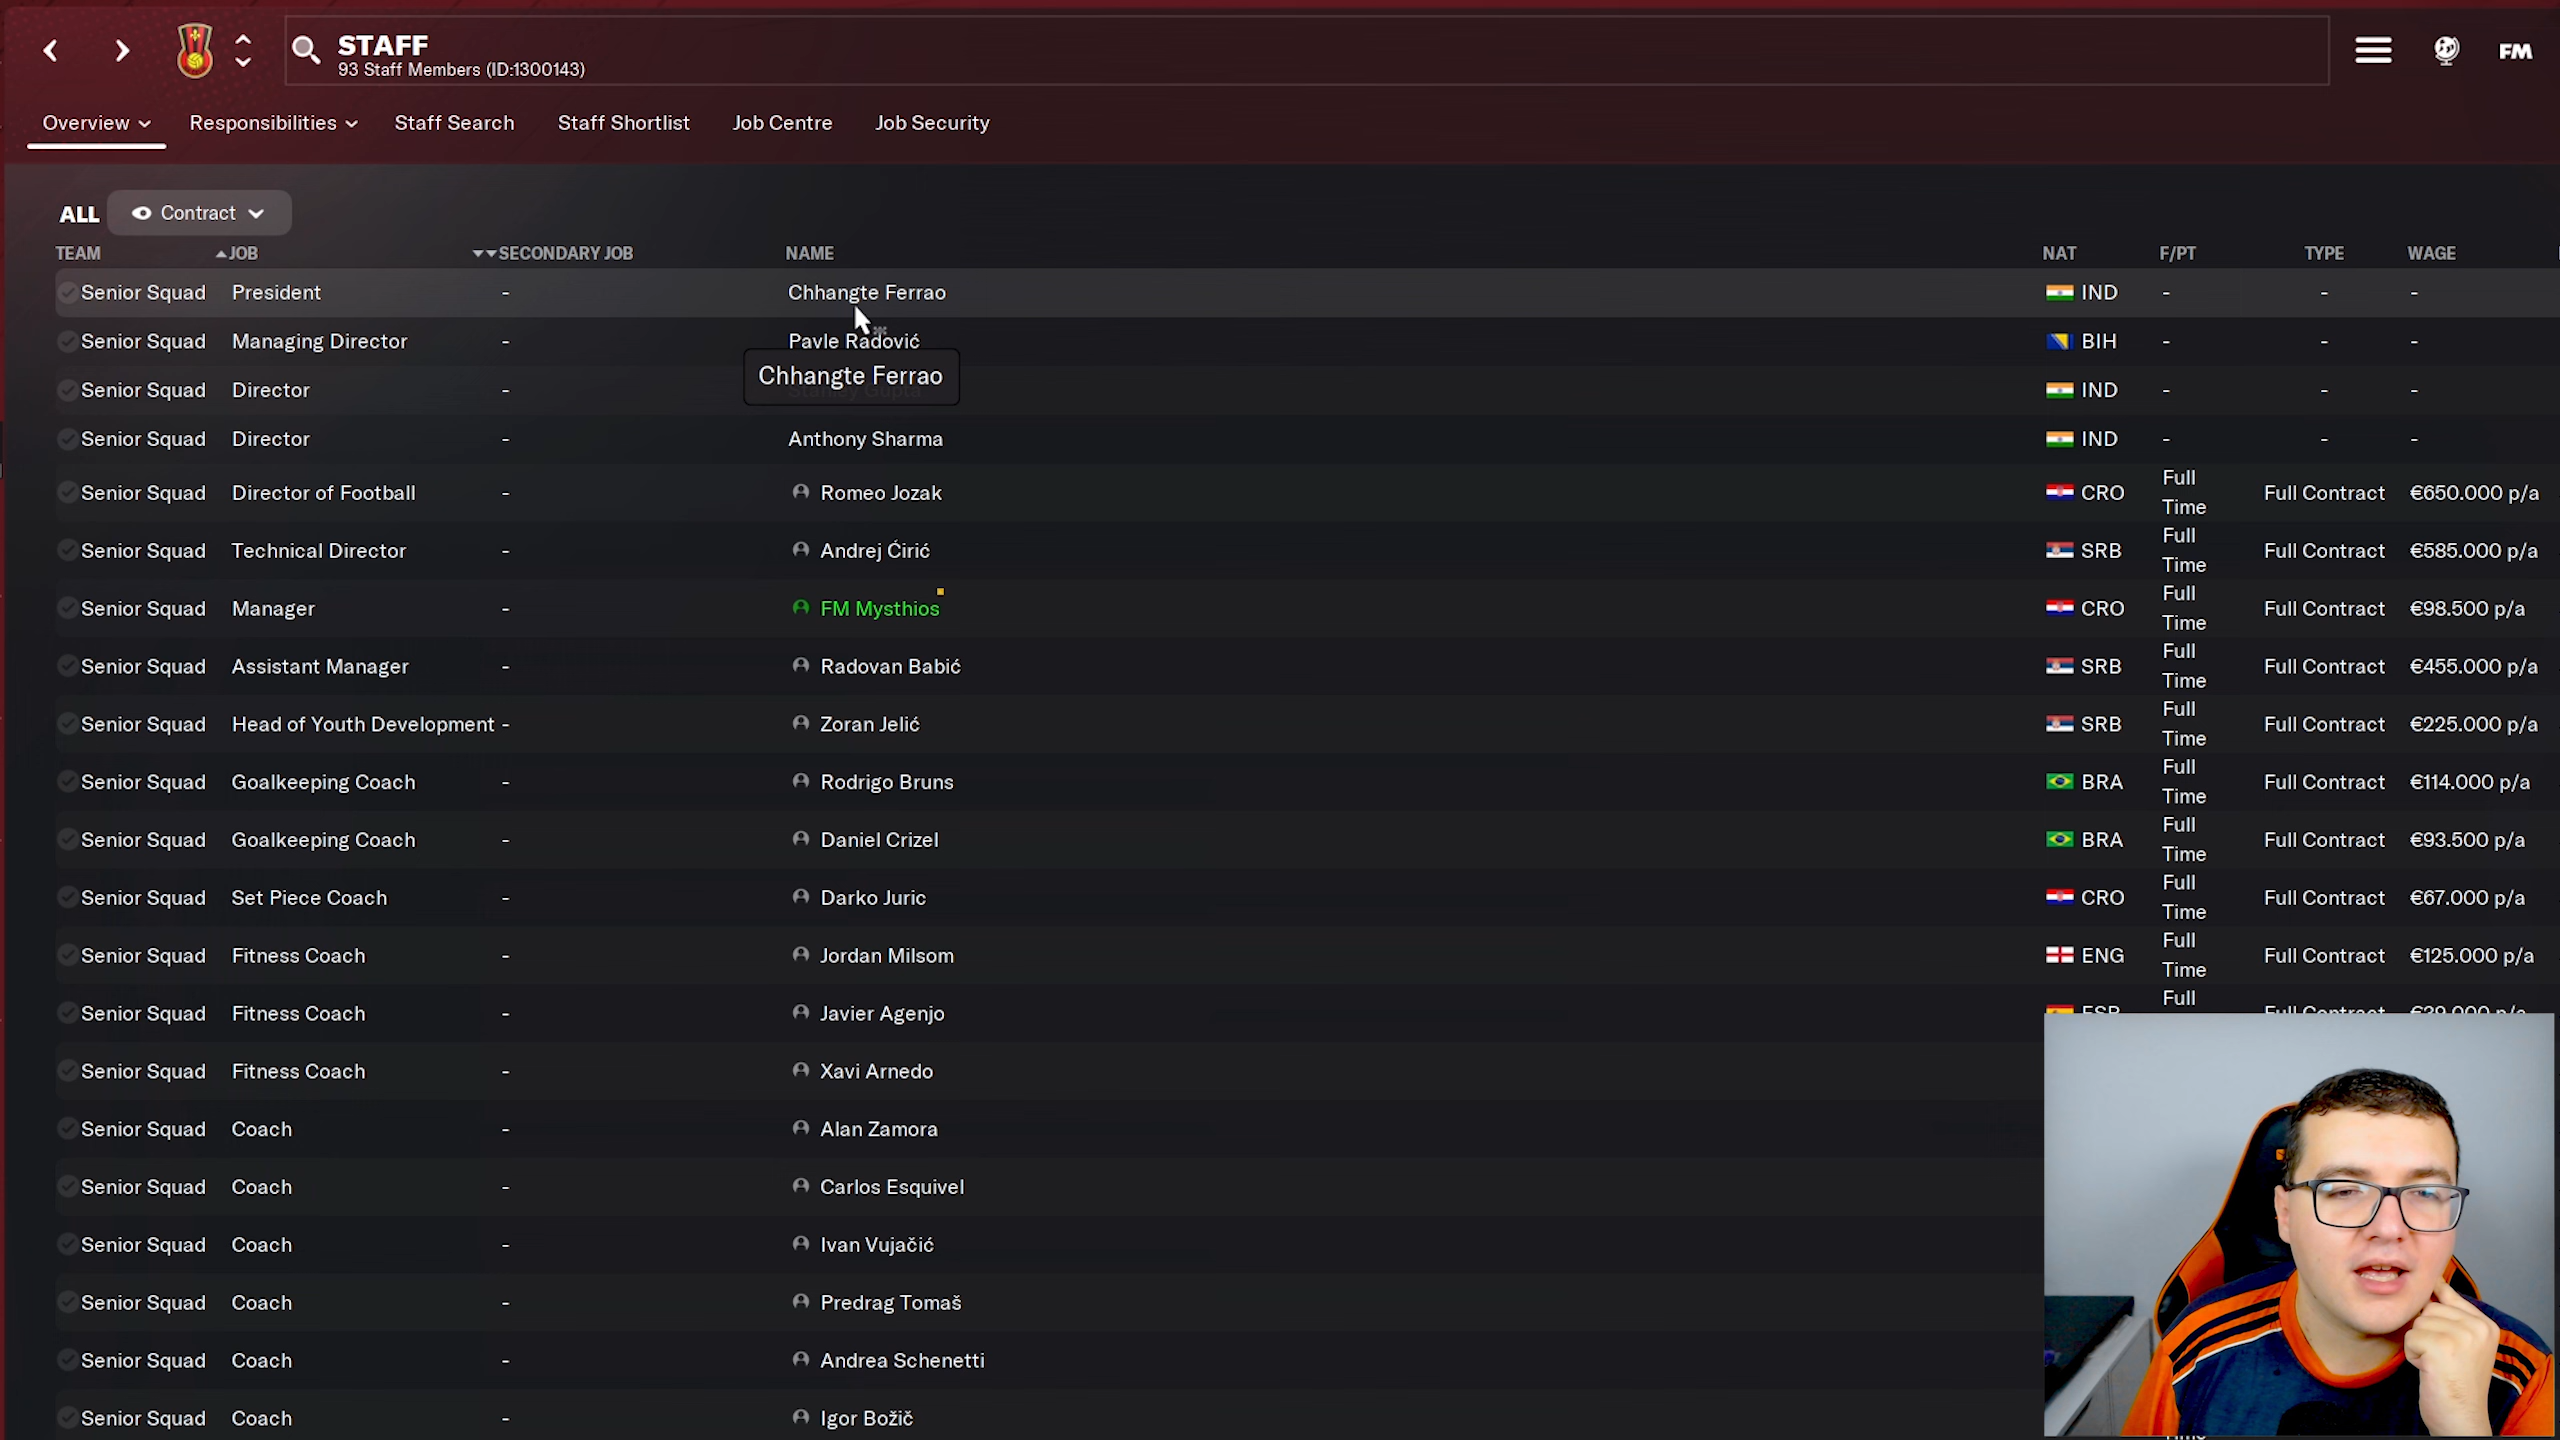 STAFF
93 Staff Members (ID:1300143)
FM
Overview Responsibilities Staff Search Staff Shortlist Job Centre Job Security
ALL Contract
TEAM JOB SECONDARY JOB NAME NAT F/PT TYPE WAGE
Senior Squad President - Chhangte Ferrao IND - - -
Senior Squad Managing Director - Pavle Radović BIH - - -
Chhangte Ferrao
Senior Squad Director - Stanley Gupta IND - - -
Senior Squad Director - Anthony Sharma IND - - -
Senior Squad Director of Football - Romeo Jozak CRO Full Time Full Contract €650.000 p/a
Senior Squad Technical Director - Andrej Ćirić SRB Full Time Full Contract €585.000 p/a
Senior Squad Manager - FM Mysthios CRO Full Time Full Contract €98.500 p/a
Senior Squad Assistant Manager - Radovan Babić SRB Full Time Full Contract €455.000 p/a
Senior Squad Head of Youth Development - Zoran Jelić SRB Full Time Full Contract €225.000 p/a
Senior Squad Goalkeeping Coach - Rodrigo Bruns BRA Full Time Full Contract €114.000 p/a
Senior Squad Goalkeeping Coach - Daniel Crizel BRA Full Time Full Contract €93.500 p/a
Senior Squad Set Piece Coach - Darko Juric CRO Full Time Full Contract €67.000 p/a
Senior Squad Fitness Coach - Jordan Milsom ENG Full Time Full Contract €125.000 p/a
Senior Squad Fitness Coach - Javier Agenjo Full Full Contract
Senior Squad Fitness Coach - Xavi Arnedo
Senior Squad Coach - Alan Zamora
Senior Squad Coach - Carlos Esquivel
Senior Squad Coach - Ivan Vujačić
Senior Squad Coach - Predrag Tomaš
Senior Squad Coach - Andrea Schenetti
Senior Squad Coach - Igor Božič